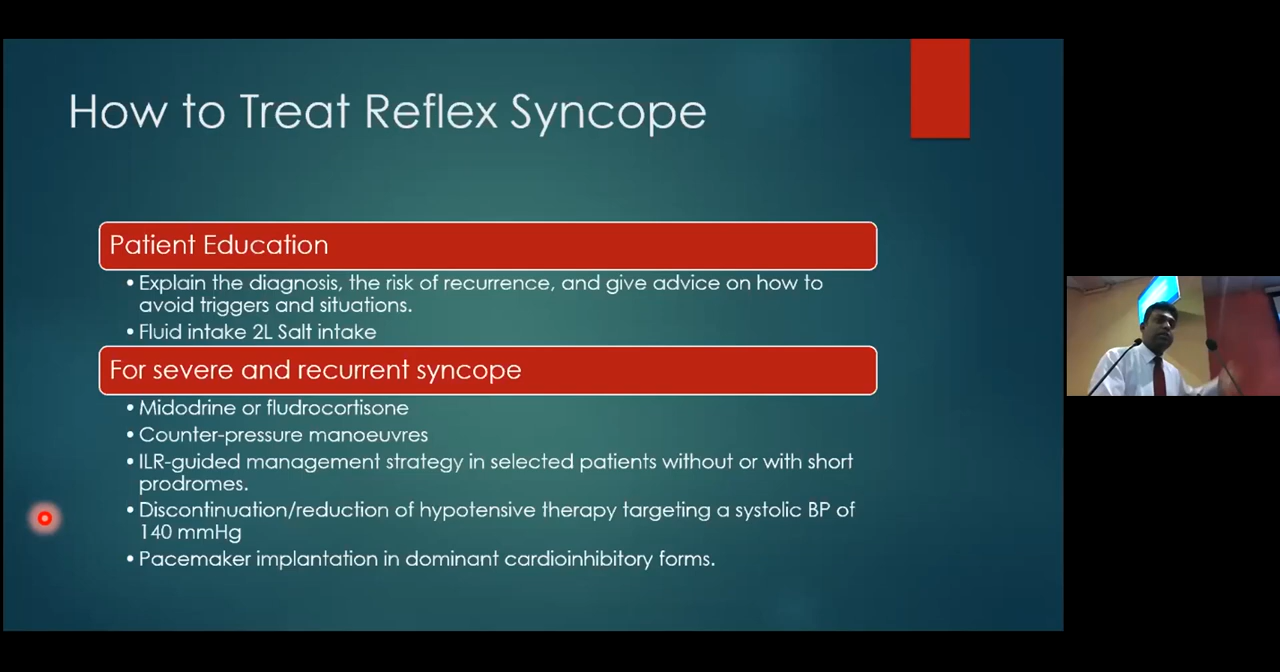 How to Treat Reflex Syncope
Patient Education
•Explain the diagnosis, the risk of recurrence, and give advice on how to
avoid triggers and situations.
•Fluid intake 2L Salt intake
For severe and recurrent syncope
•Midodrine or fludrocortisone
•Counter-pressure manoeuvres
•ILR-guided management strategy in selected patients without or with short
prodromes.
•Discontinuation/reduction of hypotensive therapy targeting a systolic BP of
140 mmHg
•Pacemaker implantation in dominant cardioinhibitory forms.